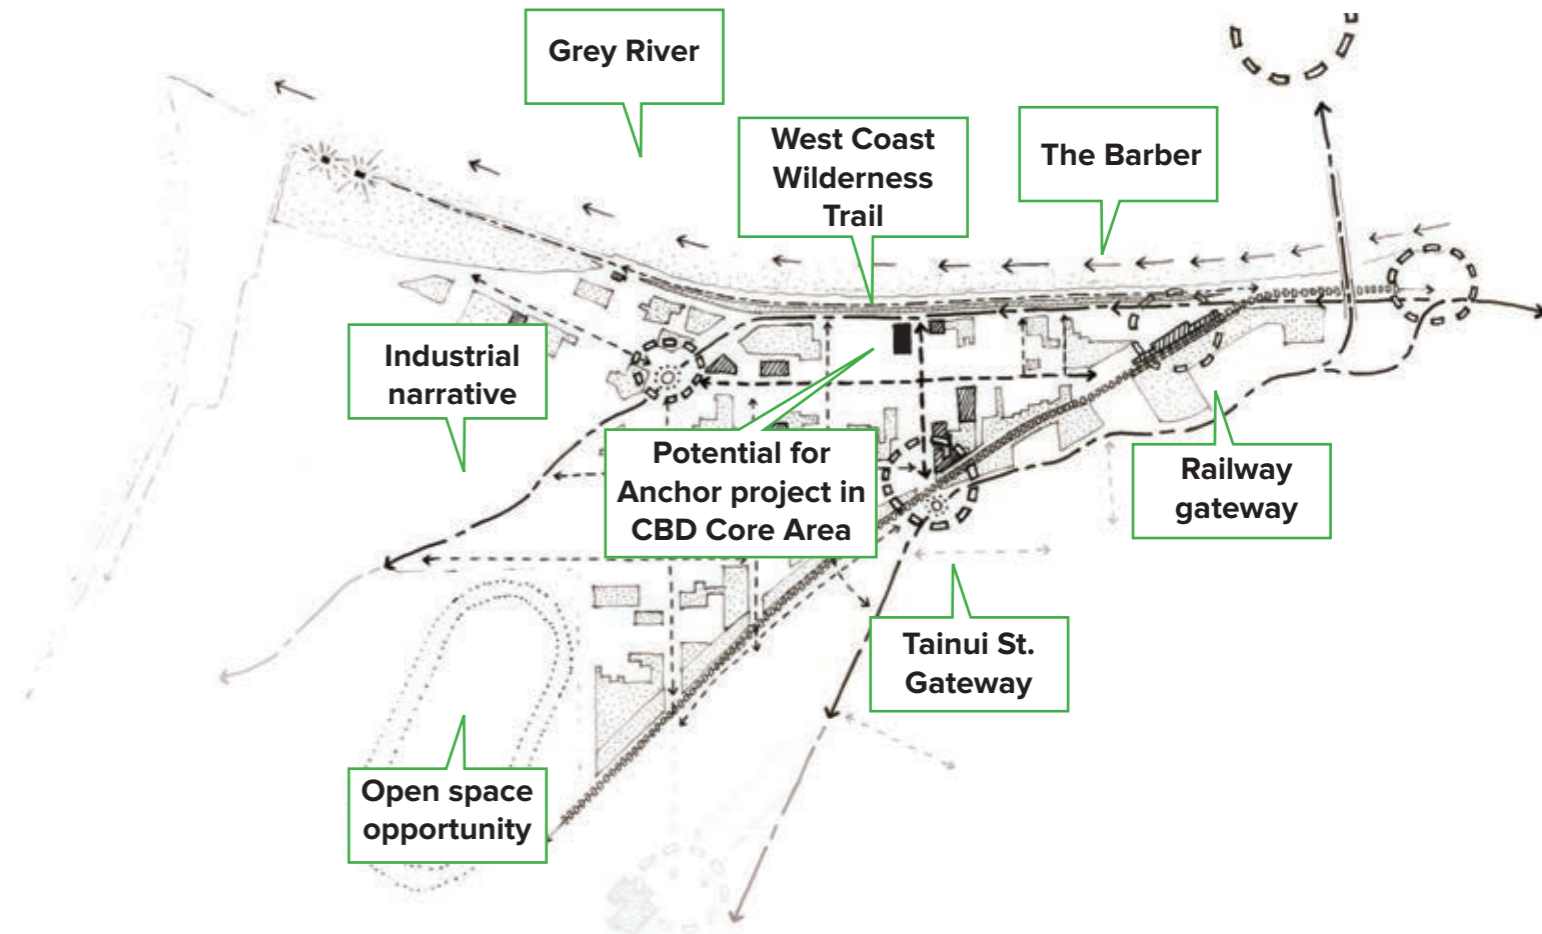 Grey River
West Coast
Wilderness
Trail
The Barber
Industrial
narrative
Potential for
Anchor project in
CBD Core Area
Railway
gateway
Tainui St.
Gateway
Open space
opportunity